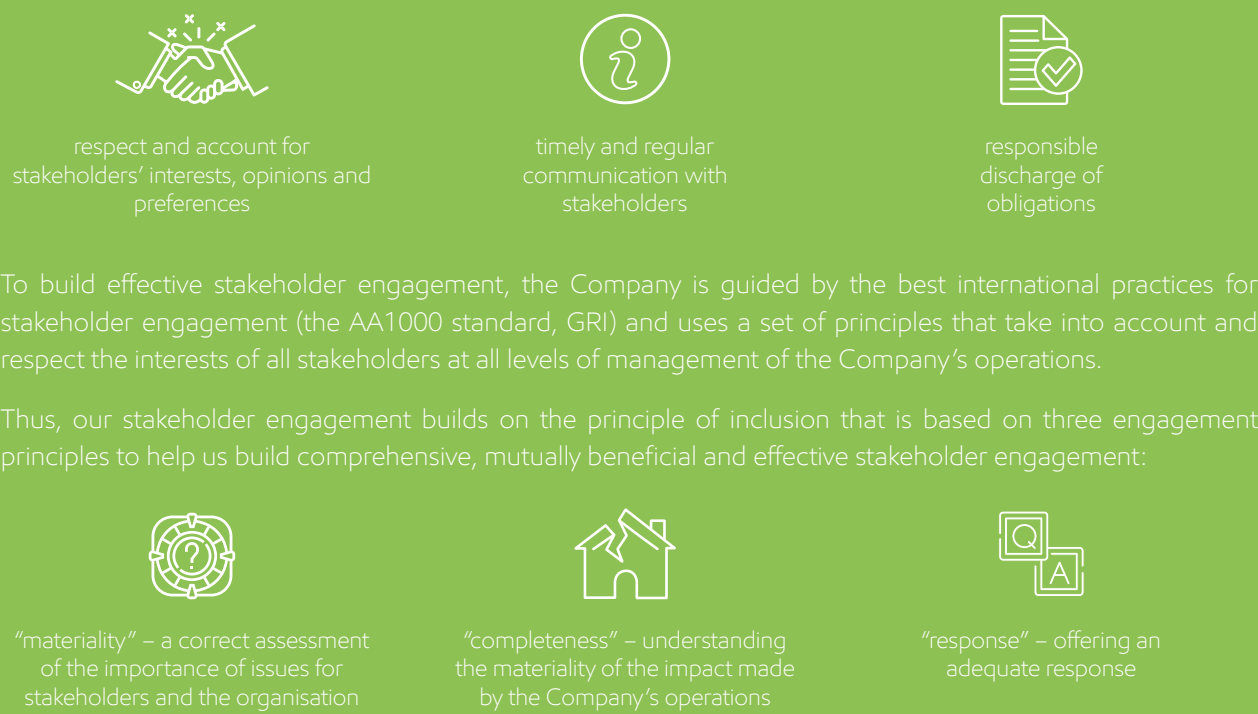 respect and account for
stakeholders’ interests, opinions and
preferences
timely and regular
communication with
stakeholders
responsible
discharge of
obligations
To build effective stakeholder engagement, the Company is guided by the best international practices for
stakeholder engagement (the AA1000 standard, GRI) and uses a set of principles that take into account and
respect the interests of all stakeholders at all levels of management of the Company’s operations.
Thus, our stakeholder engagement builds on the principle of inclusion that is based on three engagement
principles to help us build comprehensive, mutually beneficial and effective stakeholder engagement:
?
“materiality” – a correct assessment
of the importance of issues for
stakeholders and the organisation
“completeness” – understanding
the materiality of the impact made
by the Company’s operations
Q
A
“response” – offering an
adequate response